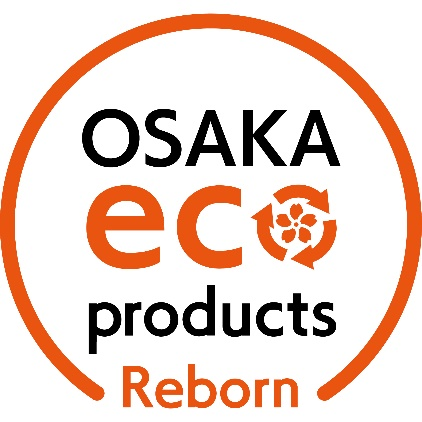 OSAKA
eco
products
Reborn